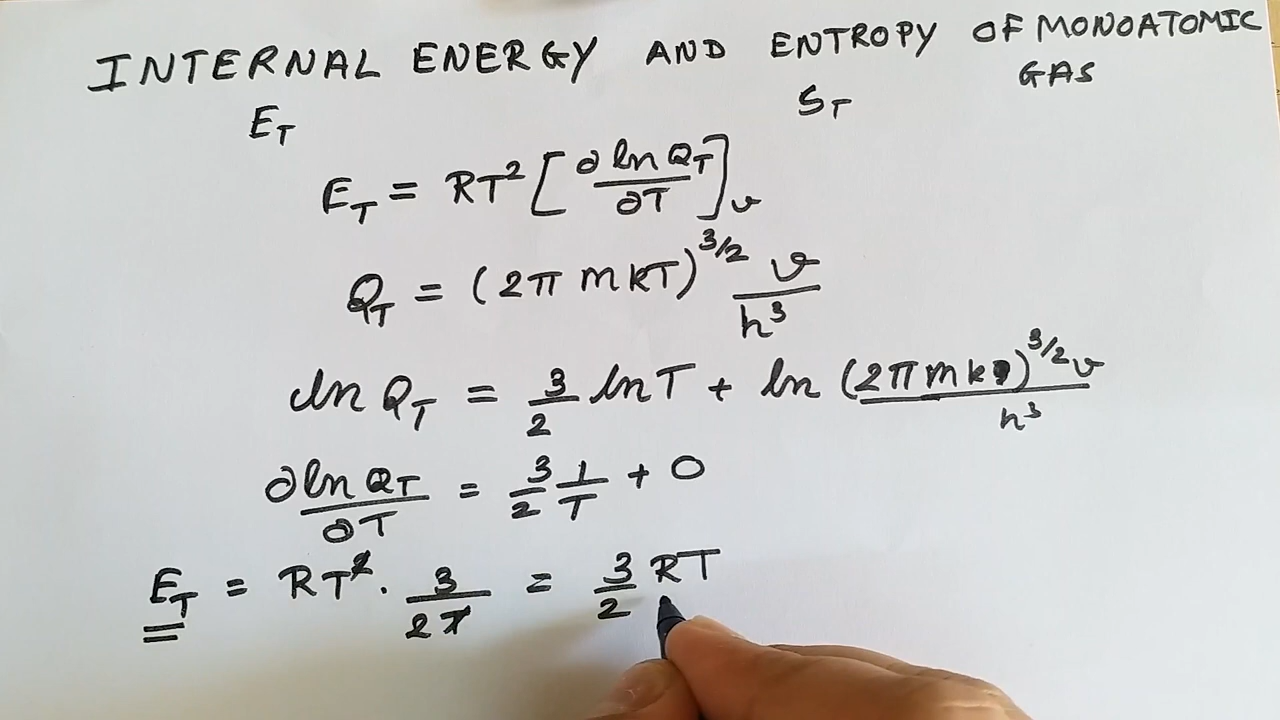 INTERNAL ENERGY AND ENTROPY OF MONOATOMIC GAS
E_T S_T
E_T = RT² [∂ ln Q_T / ∂T]_v
Q_T = (2π m kT)^3/2 v / h³
ln Q_T = 3/2 ln T + ln (2π m k)^3/2 v / h³
∂ ln Q_T / ∂T = 3/2 1/T + 0
E_T = RT² · 3/2T = 3/2 RT